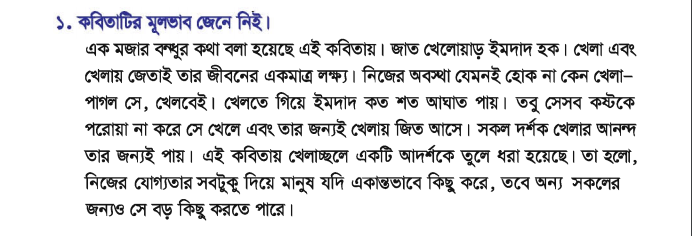 ১. কবিতাটির মূলভাব জেনে নিই।
এক মজার বন্ধুর কথা বলা হয়েছে এই কবিতায়। জাত খেলোয়াড় ইমদাদ হক। খেলা এবং
খেলায় জেতাই তার জীবনের একমাত্র লক্ষ্য। নিজের অবস্থা যেমনই হোক না কেন খেলা–
পাগল সে, খেলবেই। খেলতে গিয়ে ইমদাদ কত শত আঘাত পায়। তবু সেসব কষ্টকে
পরোয়া না করে সে খেলে এবং তার জন্যই খেলায় জিত আসে। সকল দর্শক খেলার আনন্দ
তার জন্যই পায়। এই কবিতায় খেলাচ্ছলে একটি আদর্শকে তুলে ধরা হয়েছে। তা হলো,
নিজের যোগ্যতার সবটুকু দিয়ে মানুষ যদি একান্তভাবে কিছু করে, তবে অন্য সকলের
জন্যও সে বড় কিছু করতে পারে।